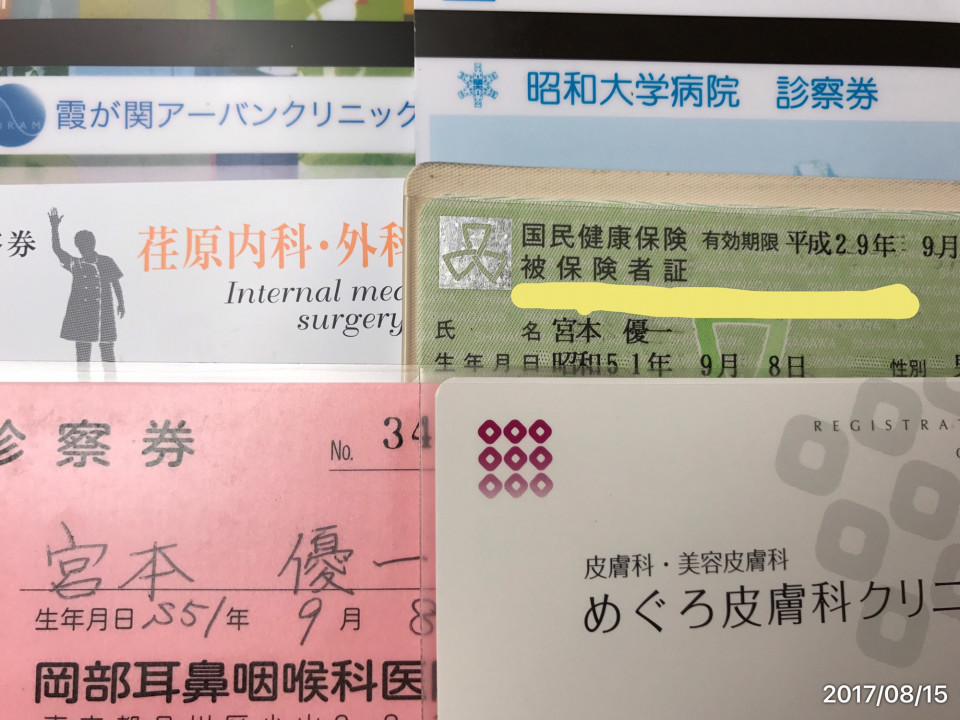 霞が関アーバンクリニック
昭和大学病院 診察券
券
荏原内科・外科
Internal med
surgery
国民健康保険
被保険者証
有効期限 平成29年 9月
氏 名 宮本 優一
生年月日 昭和51年 9月 8日 性別
診察券
No. 34
宮本 優一
生年月日 S51年 9月 8
岡部耳鼻咽喉科医
REGISTRAT
皮膚科・美容皮膚科
めぐろ皮膚科クリニ
2017/08/15